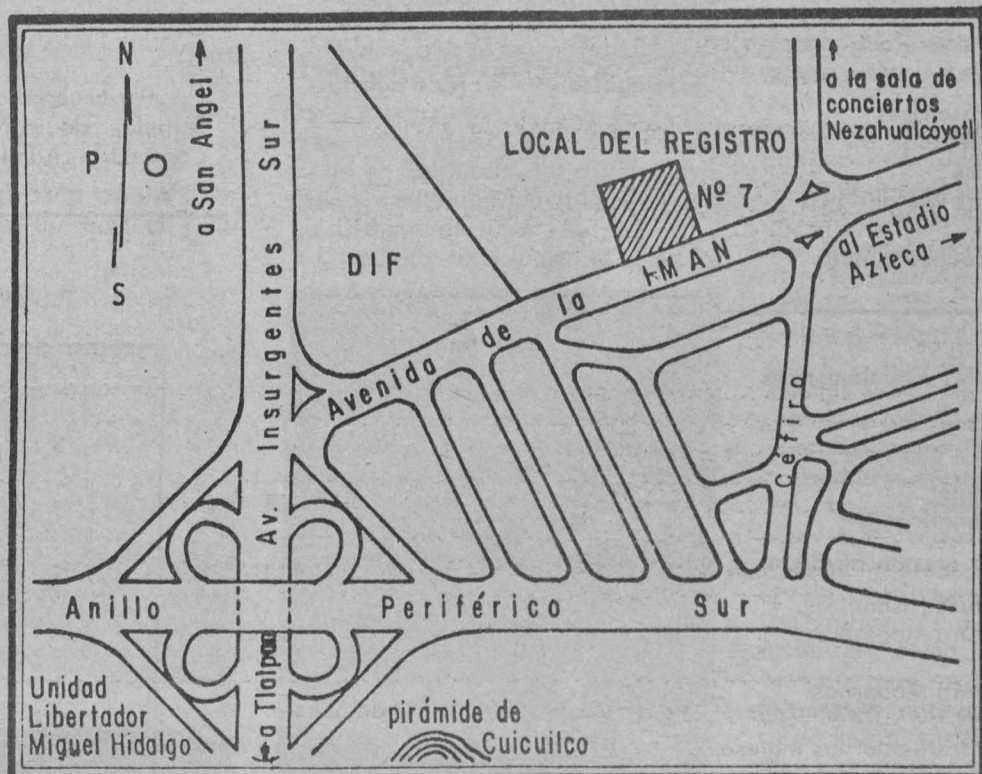 N
P O
S
a San Angel
Av. Insurgentes Sur
a Tlalpan
DIF
LOCAL DEL REGISTRO
Nº 7
a la sala de
conciertos
Nezahualcóyotl
al Estadio
Azteca
Avenida de la IMAN
Céfiro
Anillo Periférico Sur
Unidad
Libertador
Miguel Hidalgo
pirámide de
Cuicuilco